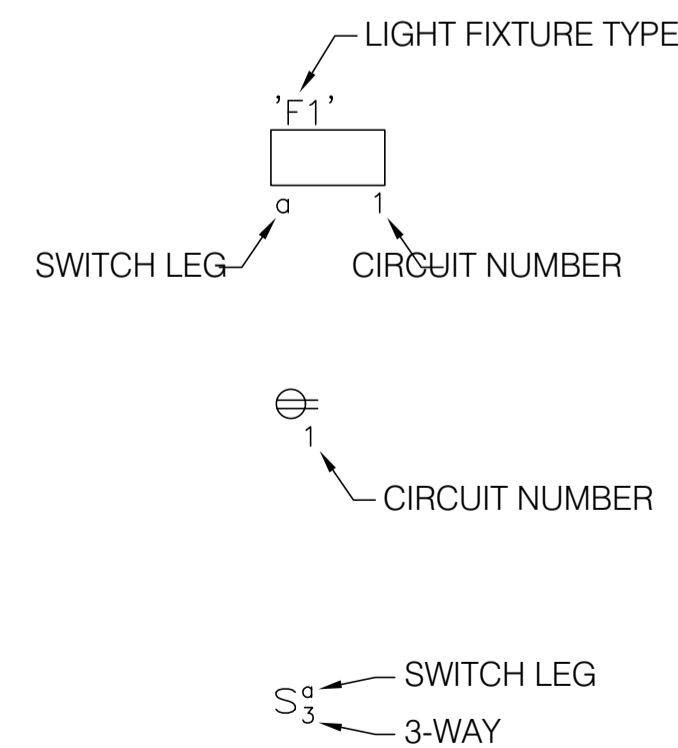 LIGHT FIXTURE TYPE
'F1'
a 1
SWITCH LEG CIRCUIT NUMBER
1
CIRCUIT NUMBER
S a 3
SWITCH LEG
3-WAY